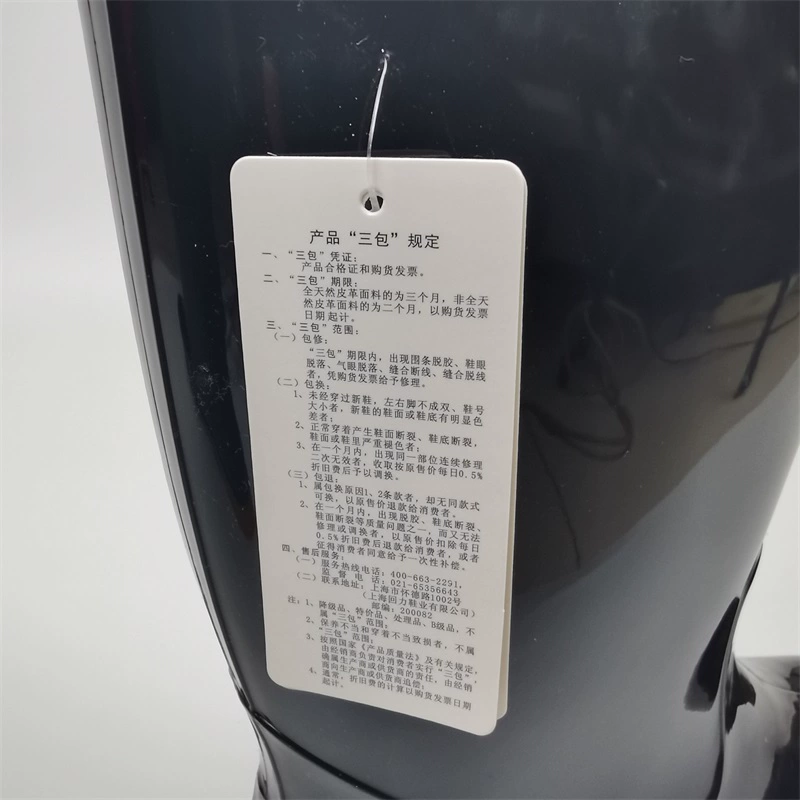 产品“三包”规定
一、“三包”凭证：
产品合格证和购货发票。
二、“三包”期限：
全天然皮革面料的为三个月，非全天
然皮革面料的为二个月，以购货发票
日期起计。
三、“三包”范围：
（一）包修：
“三包”期限内，出现围条脱胶、鞋眼
脱落、气眼脱落、缝合断线、缝合脱线
者，凭购货发票给予修理。
（二）包换：
1、未经穿过新鞋，左右脚不成双、鞋号
大小者，新鞋的鞋面或鞋底有明显色
差者；
2、正常穿着产生鞋面断裂、鞋底断裂，
鞋面或鞋里严重褪色者；
3、在一个月内，出现同一部位连续修理
二次无效者，收取按原售价每日0.5%
折旧费后予以调换。
（三）包退：
1、属包换原因1、2条款者，却无同款式
可换，以原售价退款给消费者。
2、在一个月内，出现脱胶、鞋底断裂、
鞋面断裂等质量问题之一，而又无法
修理或调换者，以原售价扣除每日
0.5%折旧费后退款给消费者，或者
征得消费者同意给予一次性补偿。
四、售后服务：
（一）服务热线电话：400-663-2291，
监督电话：021-65356643
（二）联系地址：上海市怀德路1002号
（上海回力鞋业有限公司）
邮编：200082
注：1、降级品、特价品、处理品、B级品，不
属“三包”范围；
2、保养不当和穿着不当致损者，不属
“三包”范围；
3、按照国家《产品质量法》及有关规定，
由经销商负责对消费者实行“三包”，
确属生产商或供货商的责任，由经销
商向生产商或供货商追偿；
4、通常，折旧费的计算以购货发票日期
起计。